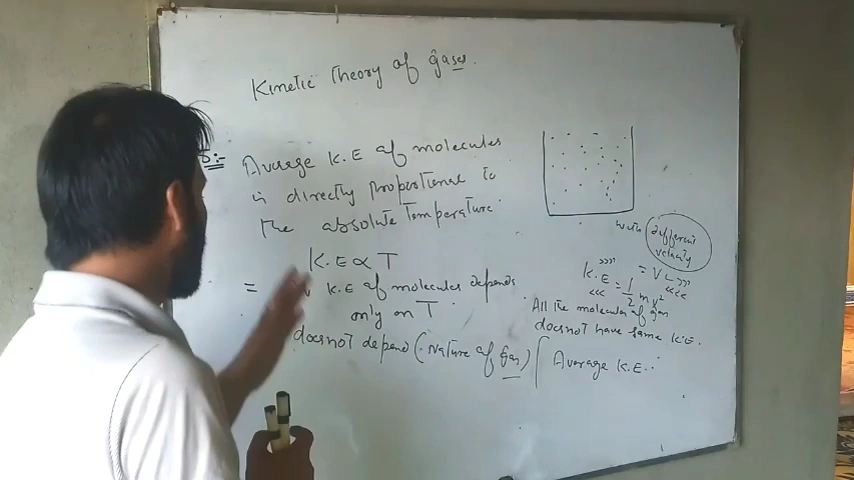 Kinetic Theory of gases.
5:- Average K.E of molecules
is directly proportional to
the absolute temperature.
K.E ∝ T
= K.E of molecules depends
only on T.
doesnot depend (Nature of gas)
with different
velocity
K.E = 1/2 mv²
= V
All the molecules of gas
doesnot have same K.E.
Average K.E..